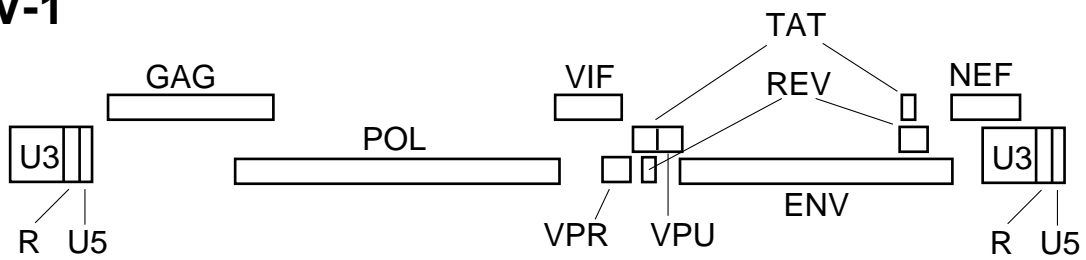 V-1
TAT
GAG
VIF
REV
NEF
POL
U3
U3
ENV
VPR
VPU
R
U5
R
U5